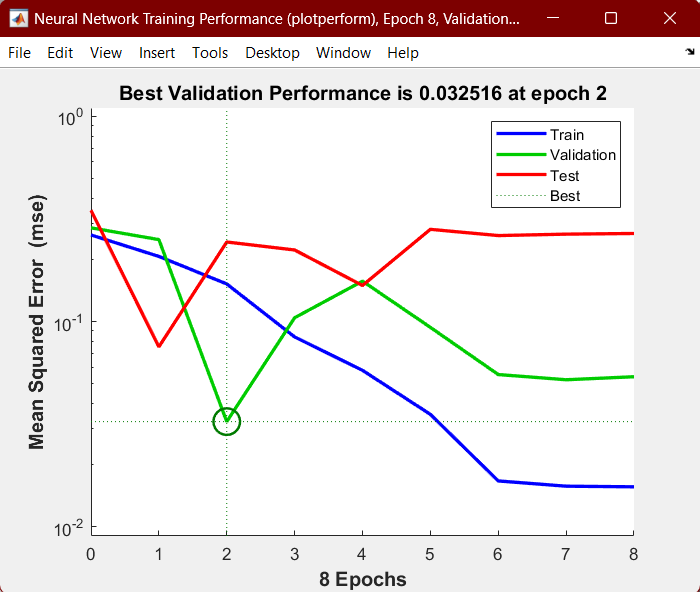 Neural Network Training Performance (plotperform), Epoch 8, Validation...
File Edit View Insert Tools Desktop Window Help
Best Validation Performance is 0.032516 at epoch 2
Mean Squared Error (mse)
10^0
10^-1
10^-2
Train
Validation
Test
Best
0 1 2 3 4 5 6 7 8
8 Epochs